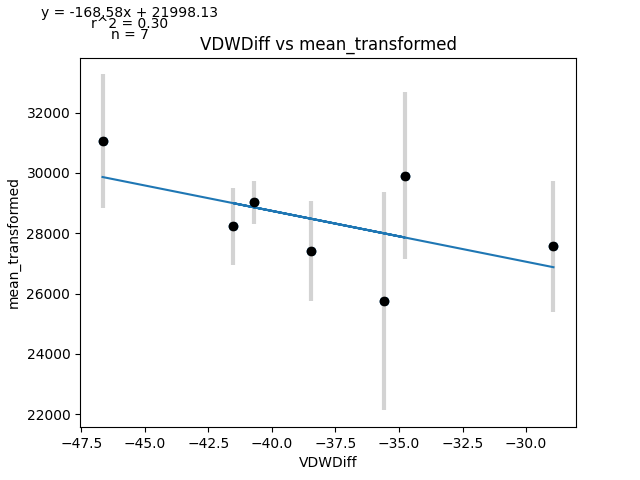 y = -168.58x + 21998.13
r^2 = 0.30
n = 7
VDWDiff vs mean_transformed
32000
30000
28000
26000
24000
22000
mean_transformed
−47.5 −45.0 −42.5 −40.0 −37.5 −35.0 −32.5 −30.0
VDWDiff